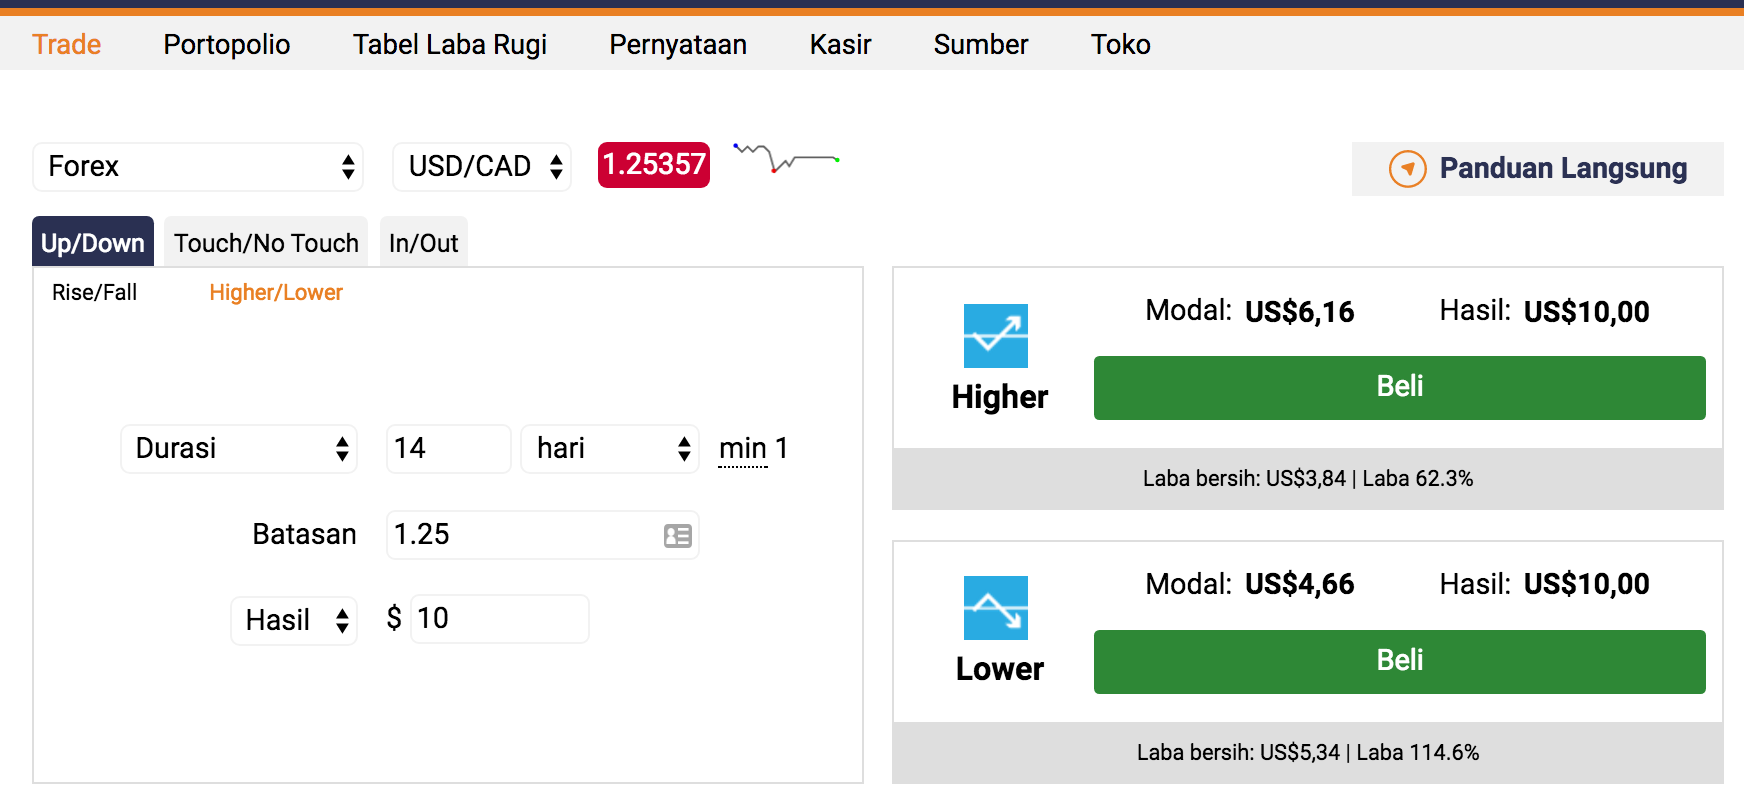 Trade Portopolio Tabel Laba Rugi Pernyataan Kasir Sumber Toko
Forex USD/CAD 1.25357 Panduan Langsung
Up/Down Touch/No Touch In/Out
Rise/Fall Higher/Lower
Durasi 14 hari min 1
Batasan 1.25
Hasil $ 10
Modal: US$6,16 Hasil: US$10,00
Higher Beli
Laba bersih: US$3,84 | Laba 62.3%
Modal: US$4,66 Hasil: US$10,00
Lower Beli
Laba bersih: US$5,34 | Laba 114.6%